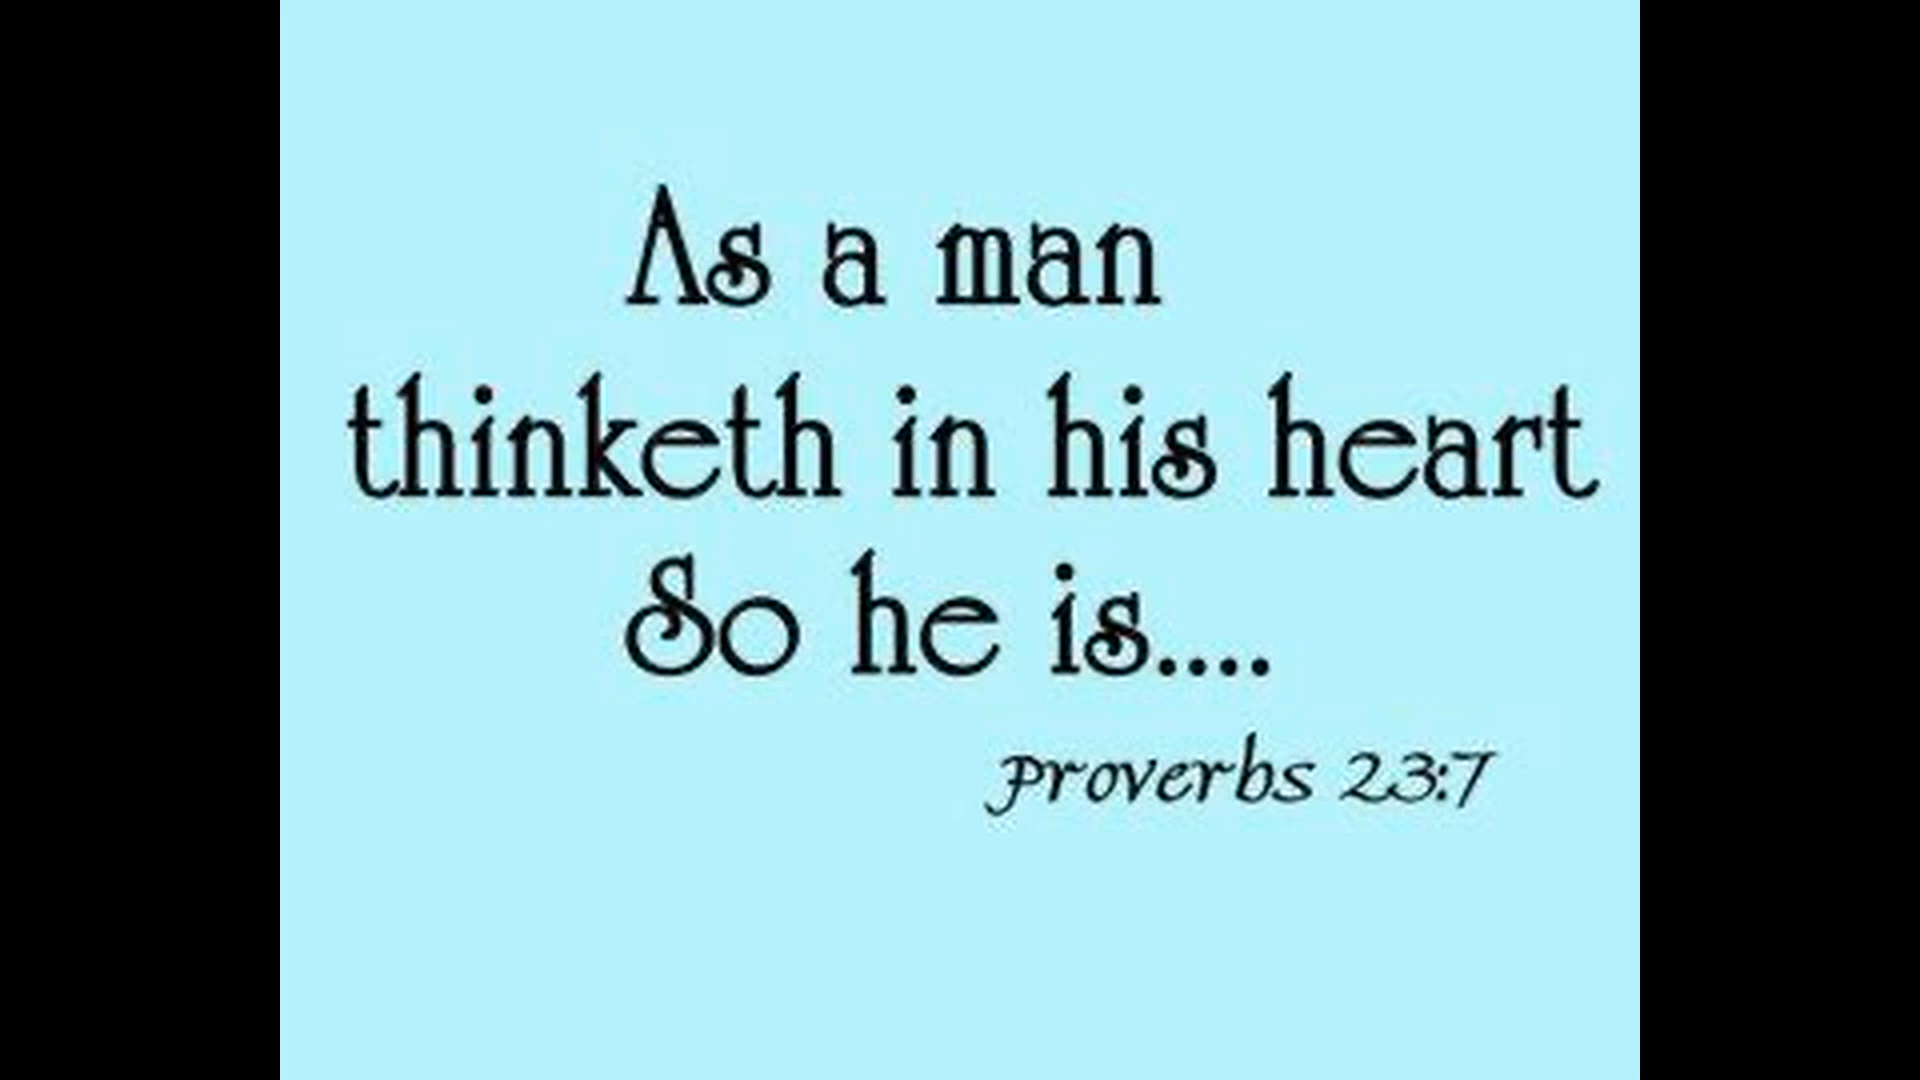 As a man
thinketh in his heart
So he is....
Proverbs 23:7